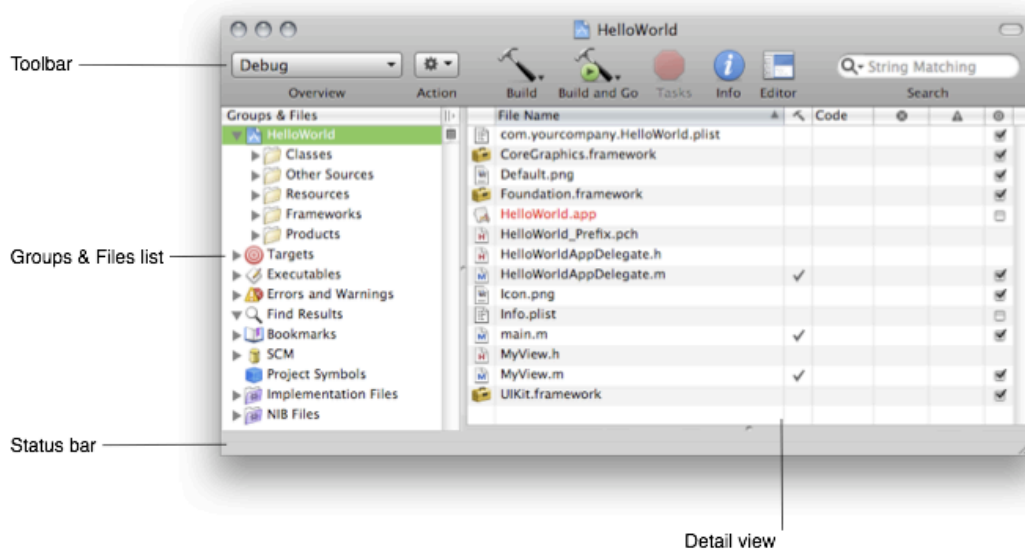 HelloWorld
Toolbar
Debug
String Matching
Overview
Action
Build
Build and Go
Tasks
Info
Editor
Search
Groups & Files
HelloWorld
Classes
Other Sources
Resources
Frameworks
Products
Groups & Files list
Targets
Executables
Errors and Warnings
Find Results
Bookmarks
SCM
Project Symbols
Implementation Files
NIB Files
File Name
Code
com.yourcompany.HelloWorld.plist
CoreGraphics.framework
Default.png
Foundation.framework
HelloWorld.app
HelloWorld_Prefix.pch
HelloWorldAppDelegate.h
HelloWorldAppDelegate.m
Icon.png
Info.plist
main.m
MyView.h
MyView.m
UIKit.framework
Status bar
Detail view